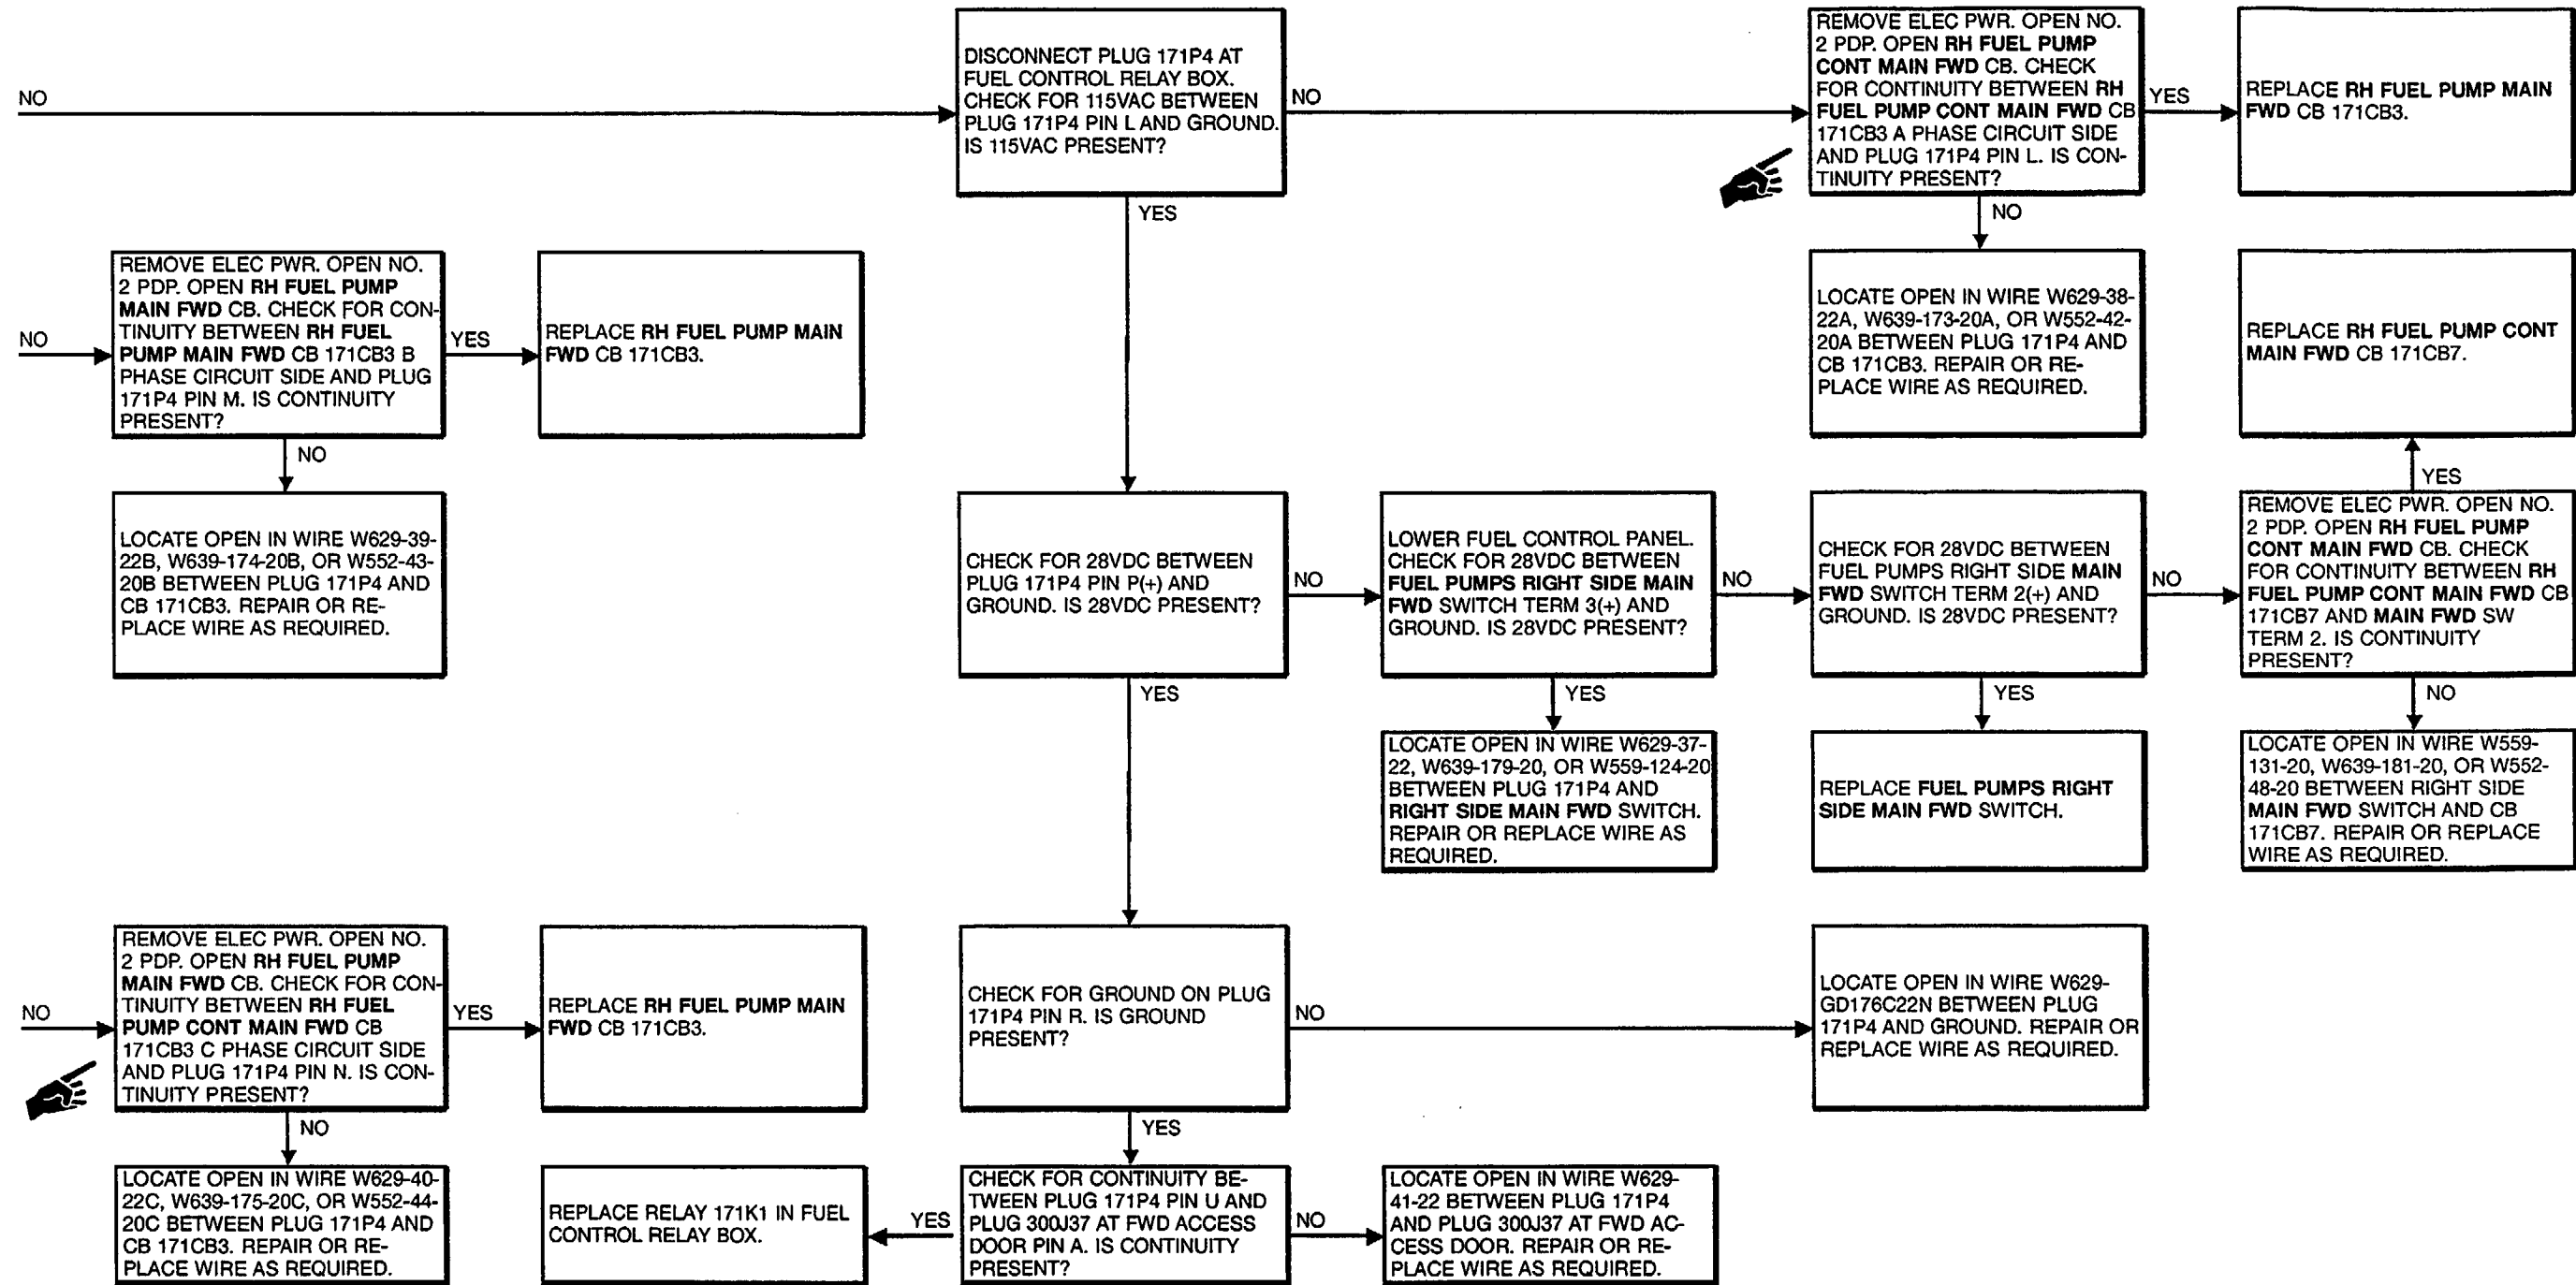 NO
DISCONNECT PLUG 171P4 AT
FUEL CONTROL RELAY BOX.
CHECK FOR 115VAC BETWEEN
PLUG 171P4 PIN L AND GROUND.
IS 115VAC PRESENT?
NO
REMOVE ELEC PWR. OPEN NO.
2 PDP. OPEN RH FUEL PUMP
CONT MAIN FWD CB. CHECK
FOR CONTINUITY BETWEEN RH
FUEL PUMP CONT MAIN FWD CB
171CB3 A PHASE CIRCUIT SIDE
AND PLUG 171P4 PIN L. IS CON-
TINUITY PRESENT?
YES
REPLACE RH FUEL PUMP MAIN
FWD CB 171CB3.
YES
NO
NO
REMOVE ELEC PWR. OPEN NO.
2 PDP. OPEN RH FUEL PUMP
MAIN FWD CB. CHECK FOR CON-
TINUITY BETWEEN RH FUEL
PUMP MAIN FWD CB 171CB3 B
PHASE CIRCUIT SIDE AND PLUG
171P4 PIN M. IS CONTINUITY
PRESENT?
YES
REPLACE RH FUEL PUMP MAIN
FWD CB 171CB3.
LOCATE OPEN IN WIRE W629-38-
22A, W639-173-20A, OR W552-42-
20A BETWEEN PLUG 171P4 AND
CB 171CB3. REPAIR OR RE-
PLACE WIRE AS REQUIRED.
REPLACE RH FUEL PUMP CONT
MAIN FWD CB 171CB7.
NO
YES
LOCATE OPEN IN WIRE W629-39-
22B, W639-174-20B, OR W552-43-
20B BETWEEN PLUG 171P4 AND
CB 171CB3. REPAIR OR RE-
PLACE WIRE AS REQUIRED.
CHECK FOR 28VDC BETWEEN
PLUG 171P4 PIN P(+) AND
GROUND. IS 28VDC PRESENT?
NO
LOWER FUEL CONTROL PANEL.
CHECK FOR 28VDC BETWEEN
FUEL PUMPS RIGHT SIDE MAIN
FWD SWITCH TERM 3(+) AND
GROUND. IS 28VDC PRESENT?
NO
CHECK FOR 28VDC BETWEEN
FUEL PUMPS RIGHT SIDE MAIN
FWD SWITCH TERM 2(+) AND
GROUND. IS 28VDC PRESENT?
NO
REMOVE ELEC PWR. OPEN NO.
2 PDP. OPEN RH FUEL PUMP
CONT MAIN FWD CB. CHECK
FOR CONTINUITY BETWEEN RH
FUEL PUMP CONT MAIN FWD CB
171CB7 AND MAIN FWD SW
TERM 2. IS CONTINUITY
PRESENT?
YES
YES
YES
NO
LOCATE OPEN IN WIRE W629-37-
22, W639-179-20, OR W559-124-20
BETWEEN PLUG 171P4 AND
RIGHT SIDE MAIN FWD SWITCH.
REPAIR OR REPLACE WIRE AS
REQUIRED.
REPLACE FUEL PUMPS RIGHT
SIDE MAIN FWD SWITCH.
LOCATE OPEN IN WIRE W559-
131-20, W639-181-20, OR W552-
48-20 BETWEEN RIGHT SIDE
MAIN FWD SWITCH AND CB
171CB7. REPAIR OR REPLACE
WIRE AS REQUIRED.
NO
REMOVE ELEC PWR. OPEN NO.
2 PDP. OPEN RH FUEL PUMP
MAIN FWD CB. CHECK FOR CON-
TINUITY BETWEEN RH FUEL
PUMP CONT MAIN FWD CB
171CB3 C PHASE CIRCUIT SIDE
AND PLUG 171P4 PIN N. IS CON-
TINUITY PRESENT?
YES
REPLACE RH FUEL PUMP MAIN
FWD CB 171CB3.
CHECK FOR GROUND ON PLUG
171P4 PIN R. IS GROUND
PRESENT?
NO
LOCATE OPEN IN WIRE W629-
GD176C22N BETWEEN PLUG
171P4 AND GROUND. REPAIR OR
REPLACE WIRE AS REQUIRED.
NO
YES
LOCATE OPEN IN WIRE W629-40-
22C, W639-175-20C, OR W552-44-
20C BETWEEN PLUG 171P4 AND
CB 171CB3. REPAIR OR RE-
PLACE WIRE AS REQUIRED.
REPLACE RELAY 171K1 IN FUEL
CONTROL RELAY BOX.
YES
CHECK FOR CONTINUITY BE-
TWEEN PLUG 171P4 PIN U AND
PLUG 300J37 AT FWD ACCESS
DOOR PIN A. IS CONTINUITY
PRESENT?
NO
LOCATE OPEN IN WIRE W629-
41-22 BETWEEN PLUG 171P4
AND PLUG 300J37 AT FWD AC-
CESS DOOR. REPAIR OR RE-
PLACE WIRE AS REQUIRED.